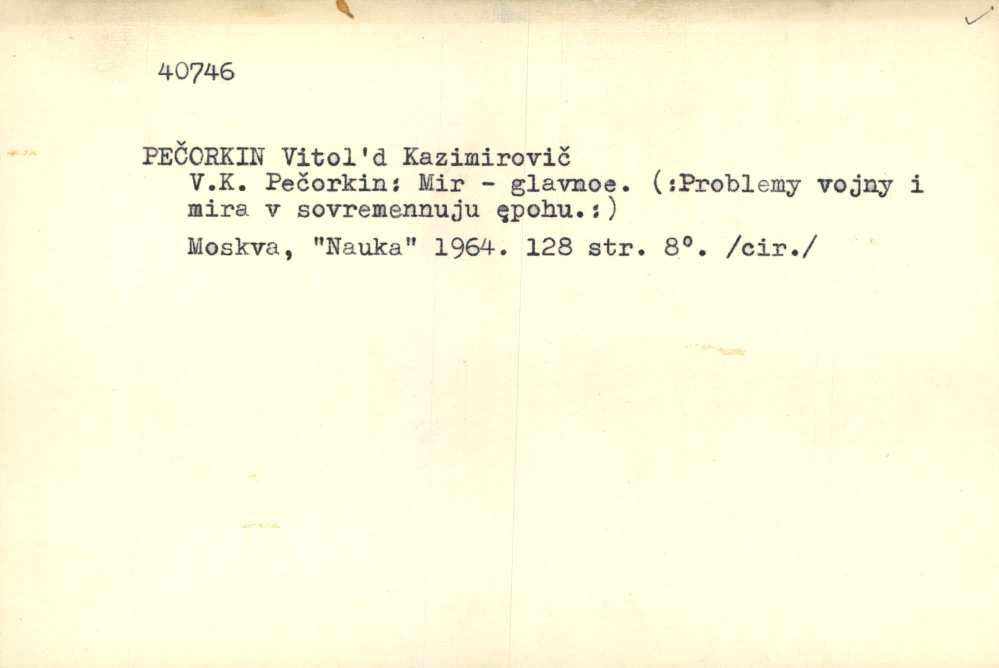 40746
PEČORKIN Vitol'd Kazimirovič
V.K. Pečorkin: Mir - glavnoe. (:Problemy vojny i
mira v sovremennuju ępohu.:)
Moskva, "Nauka" 1964. 128 str. 8°. /cir./